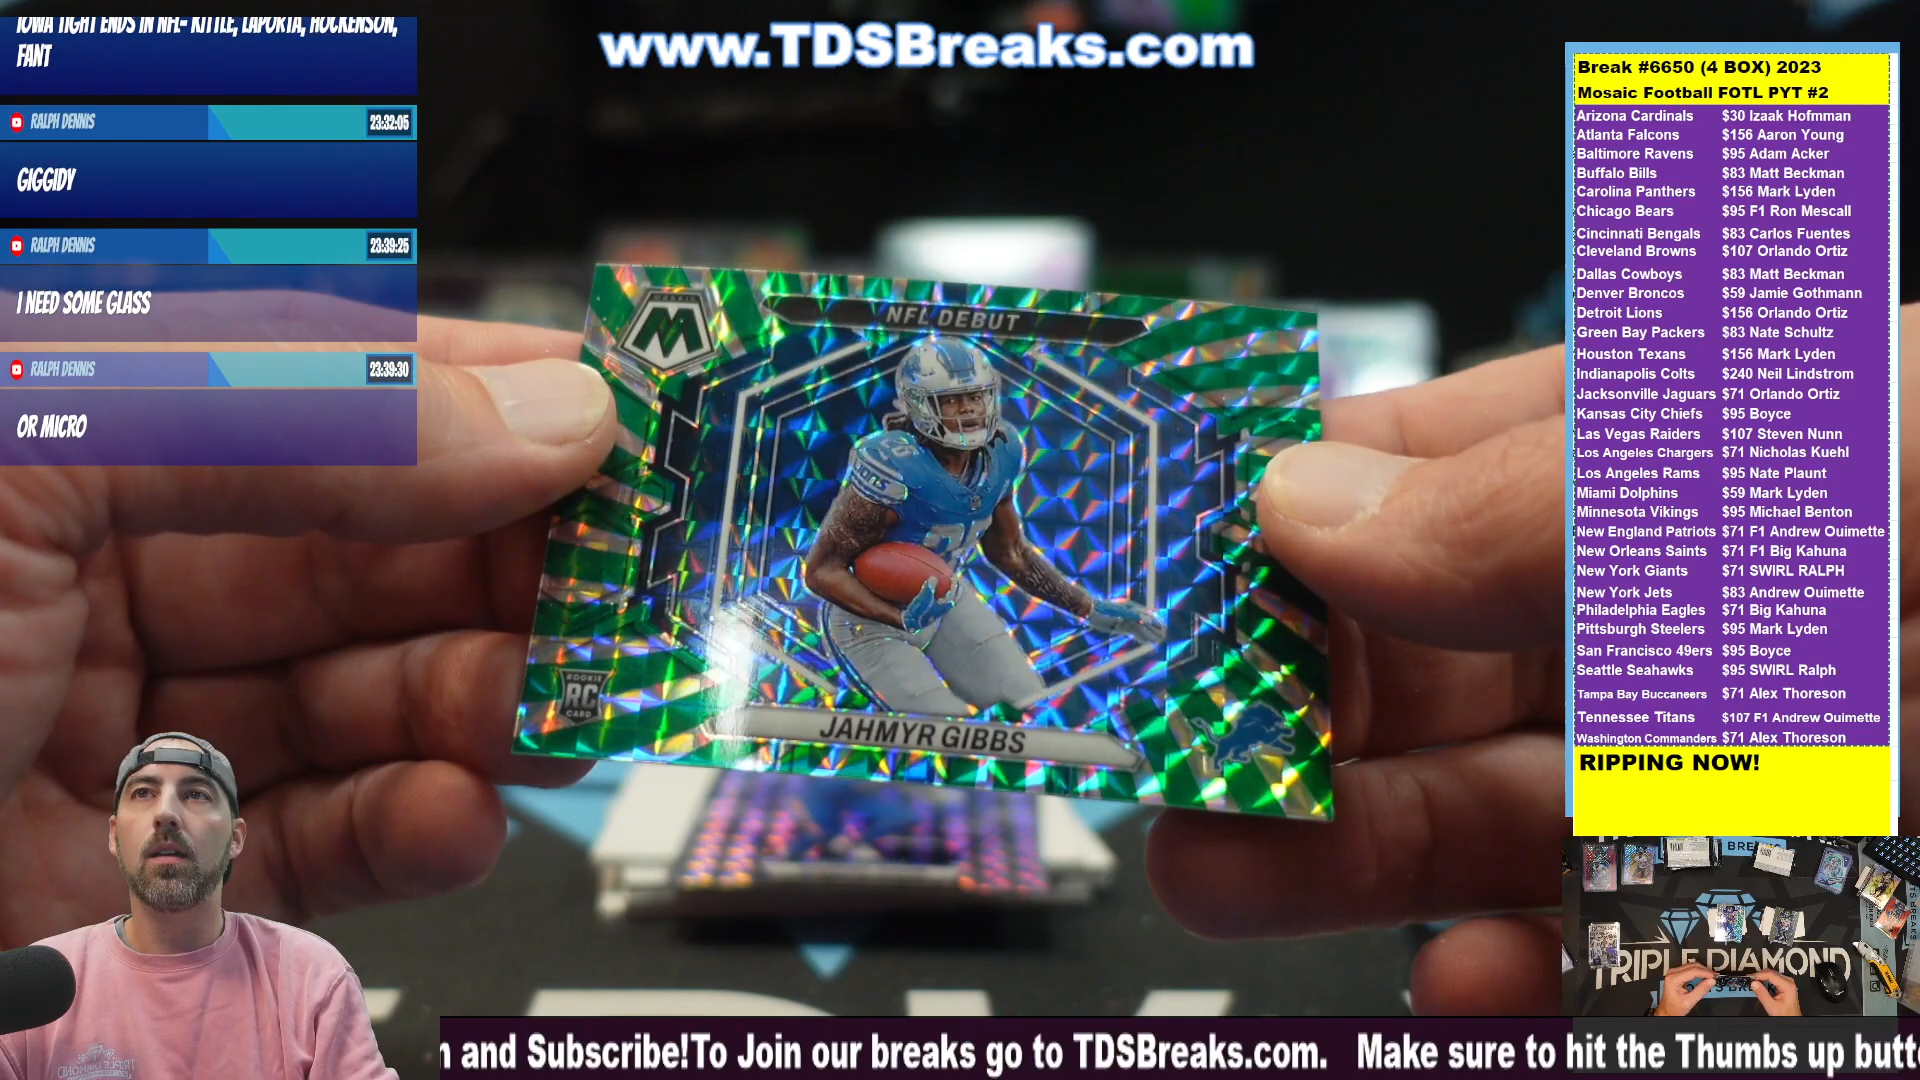 IOWA TIGHT ENDS IN NFL- KITTLE, LAPORTA, HOCKENSON,
FANT
RALPH DENNIS 23:32:05
GIGGIDY
RALPH DENNIS 23:39:25
I NEED SOME GLASS
RALPH DENNIS 23:39:30
OR MICRO
www.TDSBreaks.com
MOSAIC
M
NFL DEBUT
LIONS
26
ROOKIE
RC
CARD
JAHMYR GIBBS
Break #6650 (4 BOX) 2023
Mosaic Football FOTL PYT #2
Arizona Cardinals $30 Izaak Hofmman
Atlanta Falcons $156 Aaron Young
Baltimore Ravens $95 Adam Acker
Buffalo Bills $83 Matt Beckman
Carolina Panthers $156 Mark Lyden
Chicago Bears $95 F1 Ron Mescall
Cincinnati Bengals $83 Carlos Fuentes
Cleveland Browns $107 Orlando Ortiz
Dallas Cowboys $83 Matt Beckman
Denver Broncos $59 Jamie Gothmann
Detroit Lions $156 Orlando Ortiz
Green Bay Packers $83 Nate Schultz
Houston Texans $156 Mark Lyden
Indianapolis Colts $240 Neil Lindstrom
Jacksonville Jaguars $71 Orlando Ortiz
Kansas City Chiefs $95 Boyce
Las Vegas Raiders $107 Steven Nunn
Los Angeles Chargers $71 Nicholas Kuehl
Los Angeles Rams $95 Nate Plaunt
Miami Dolphins $59 Mark Lyden
Minnesota Vikings $95 Michael Benton
New England Patriots $71 F1 Andrew Ouimette
New Orleans Saints $71 F1 Big Kahuna
New York Giants $71 SWIRL RALPH
New York Jets $83 Andrew Ouimette
Philadelphia Eagles $71 Big Kahuna
Pittsburgh Steelers $95 Mark Lyden
San Francisco 49ers $95 Boyce
Seattle Seahawks $95 SWIRL Ralph
Tampa Bay Buccaneers $71 Alex Thoreson
Tennessee Titans $107 F1 Andrew Ouimette
Washington Commanders $71 Alex Thoreson
RIPPING NOW!
TRIPLE DIAMOND
n and Subscribe!To Join our breaks go to TDSBreaks.com. Make sure to hit the Thumbs up butt